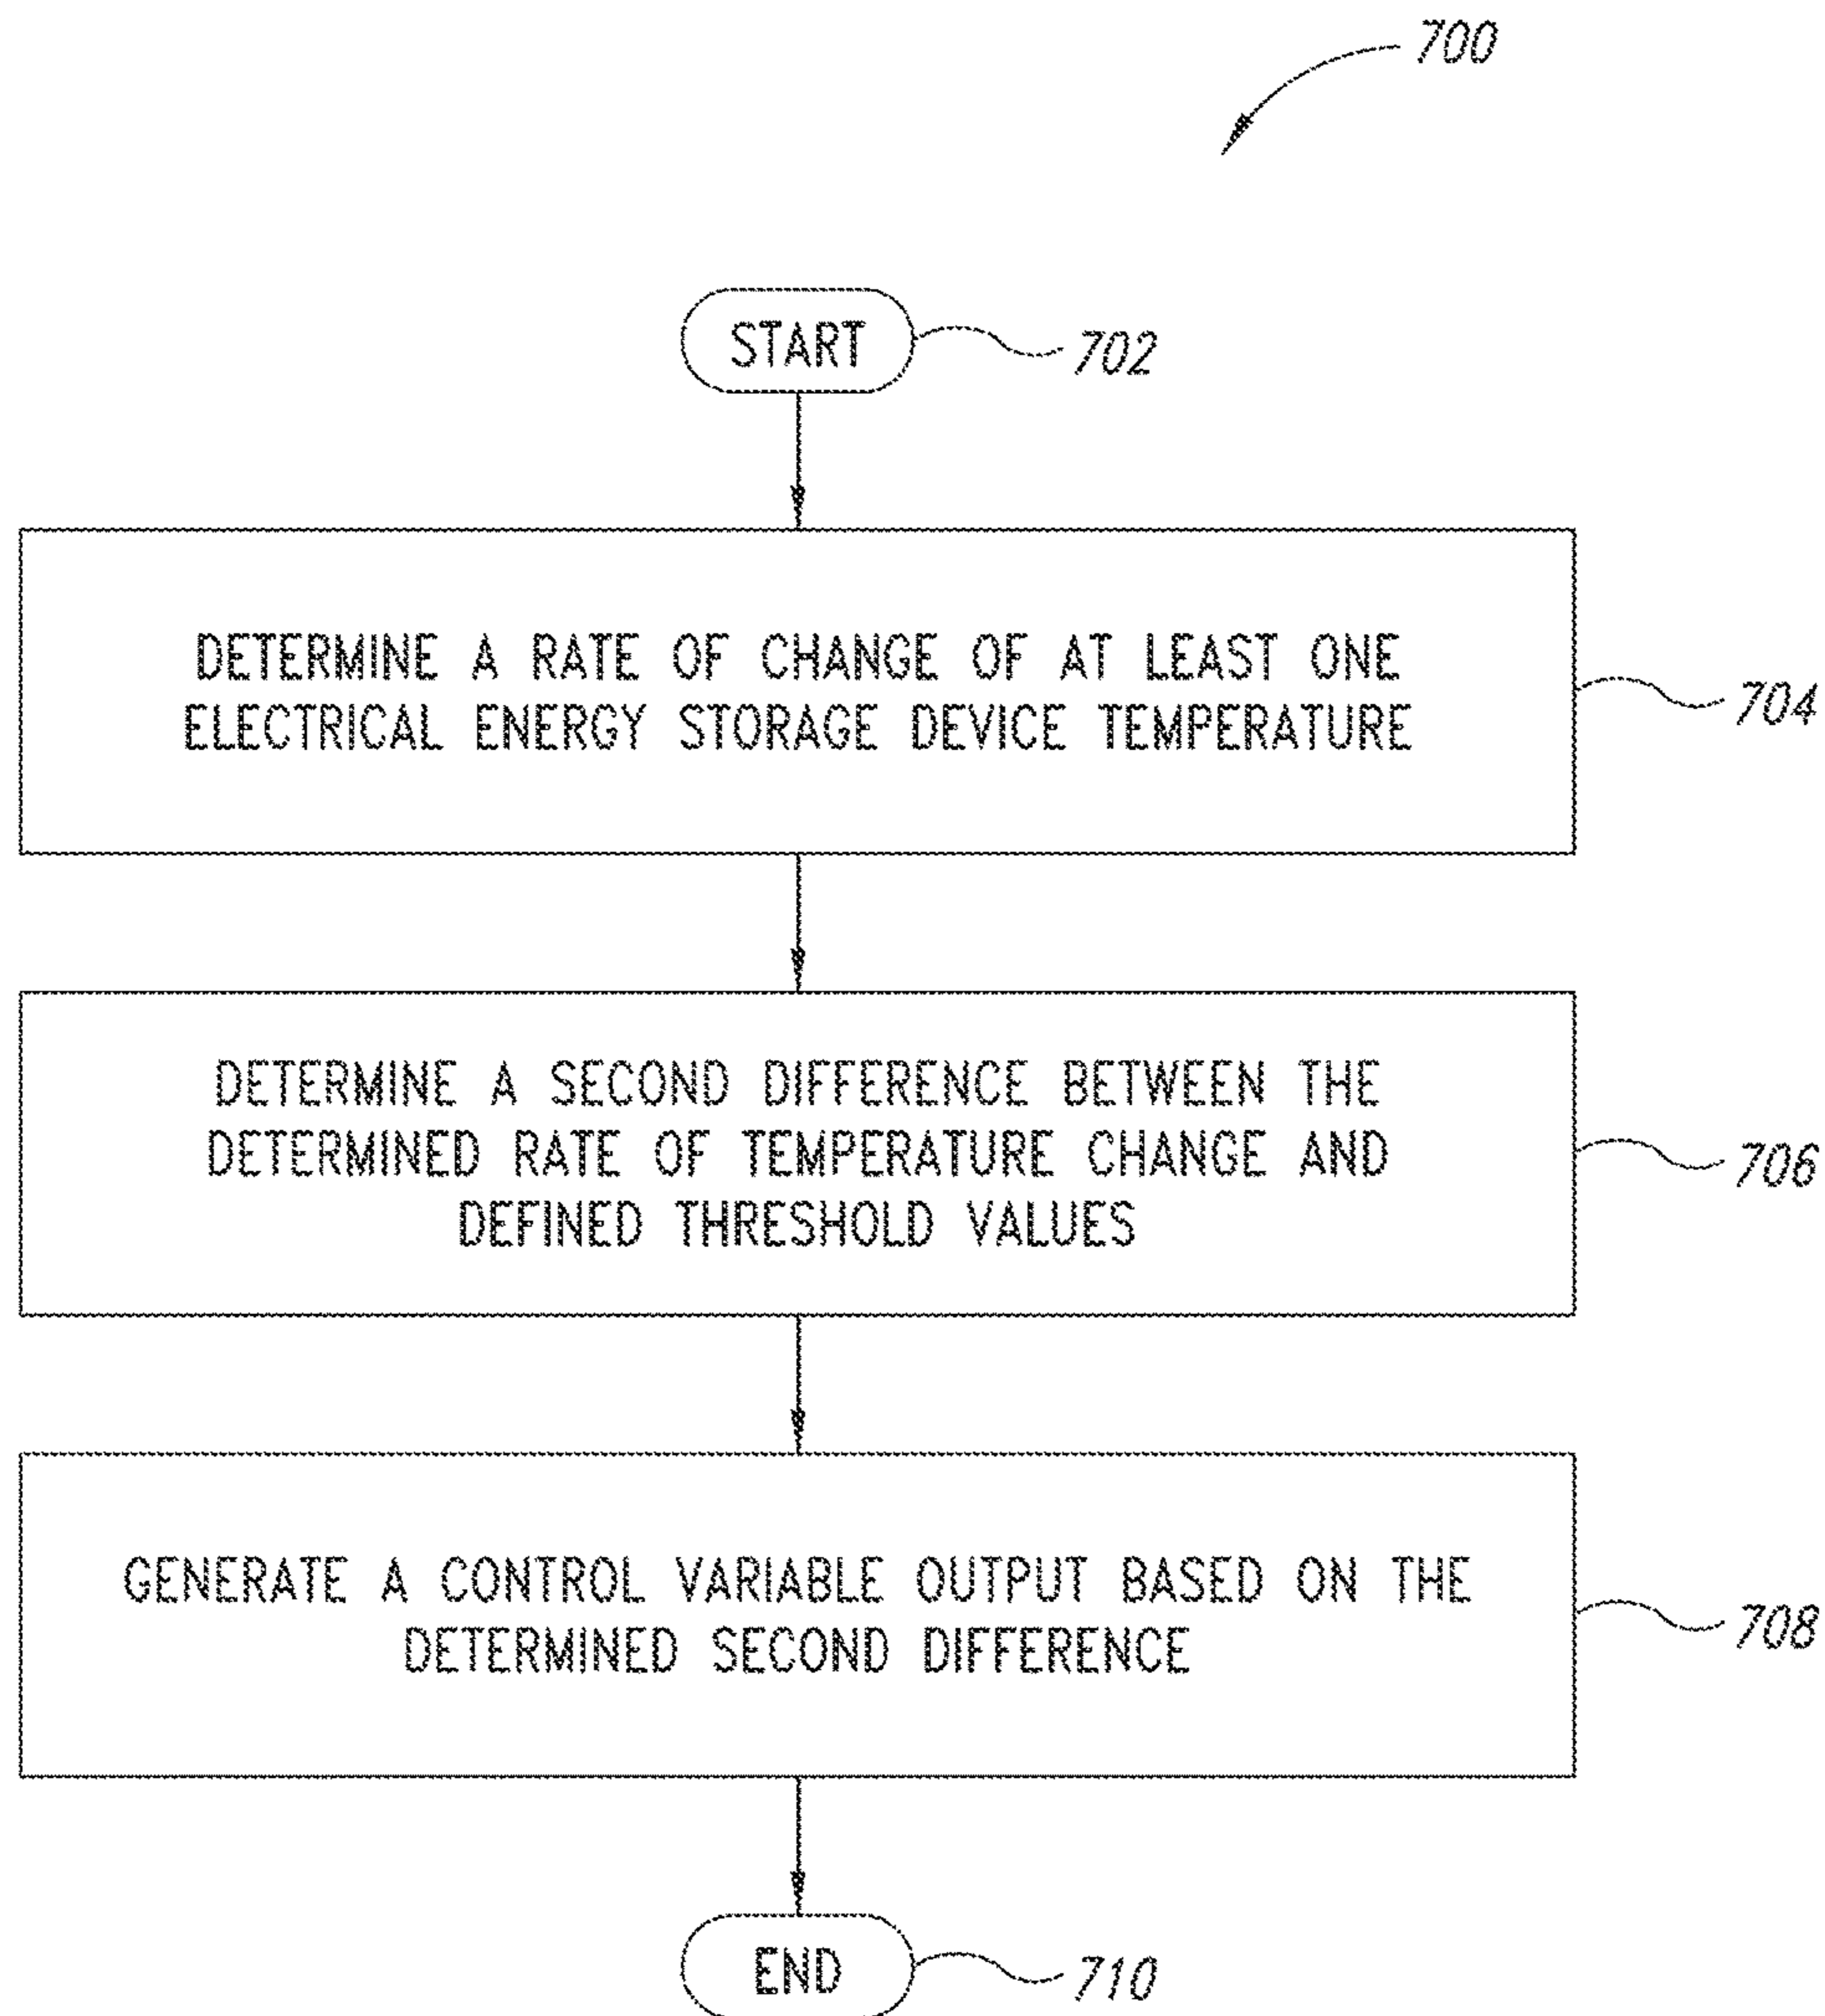 700
START
702
DETERMINE A RATE OF CHANGE OF AT LEAST ONE
ELECTRICAL ENERGY STORAGE DEVICE TEMPERATURE
704
DETERMINE A SECOND DIFFERENCE BETWEEN THE
DETERMINED RATE OF TEMPERATURE CHANGE AND
DEFINED THRESHOLD VALUES
706
GENERATE A CONTROL VARIABLE OUTPUT BASED ON THE
DETERMINED SECOND DIFFERENCE
708
END
710